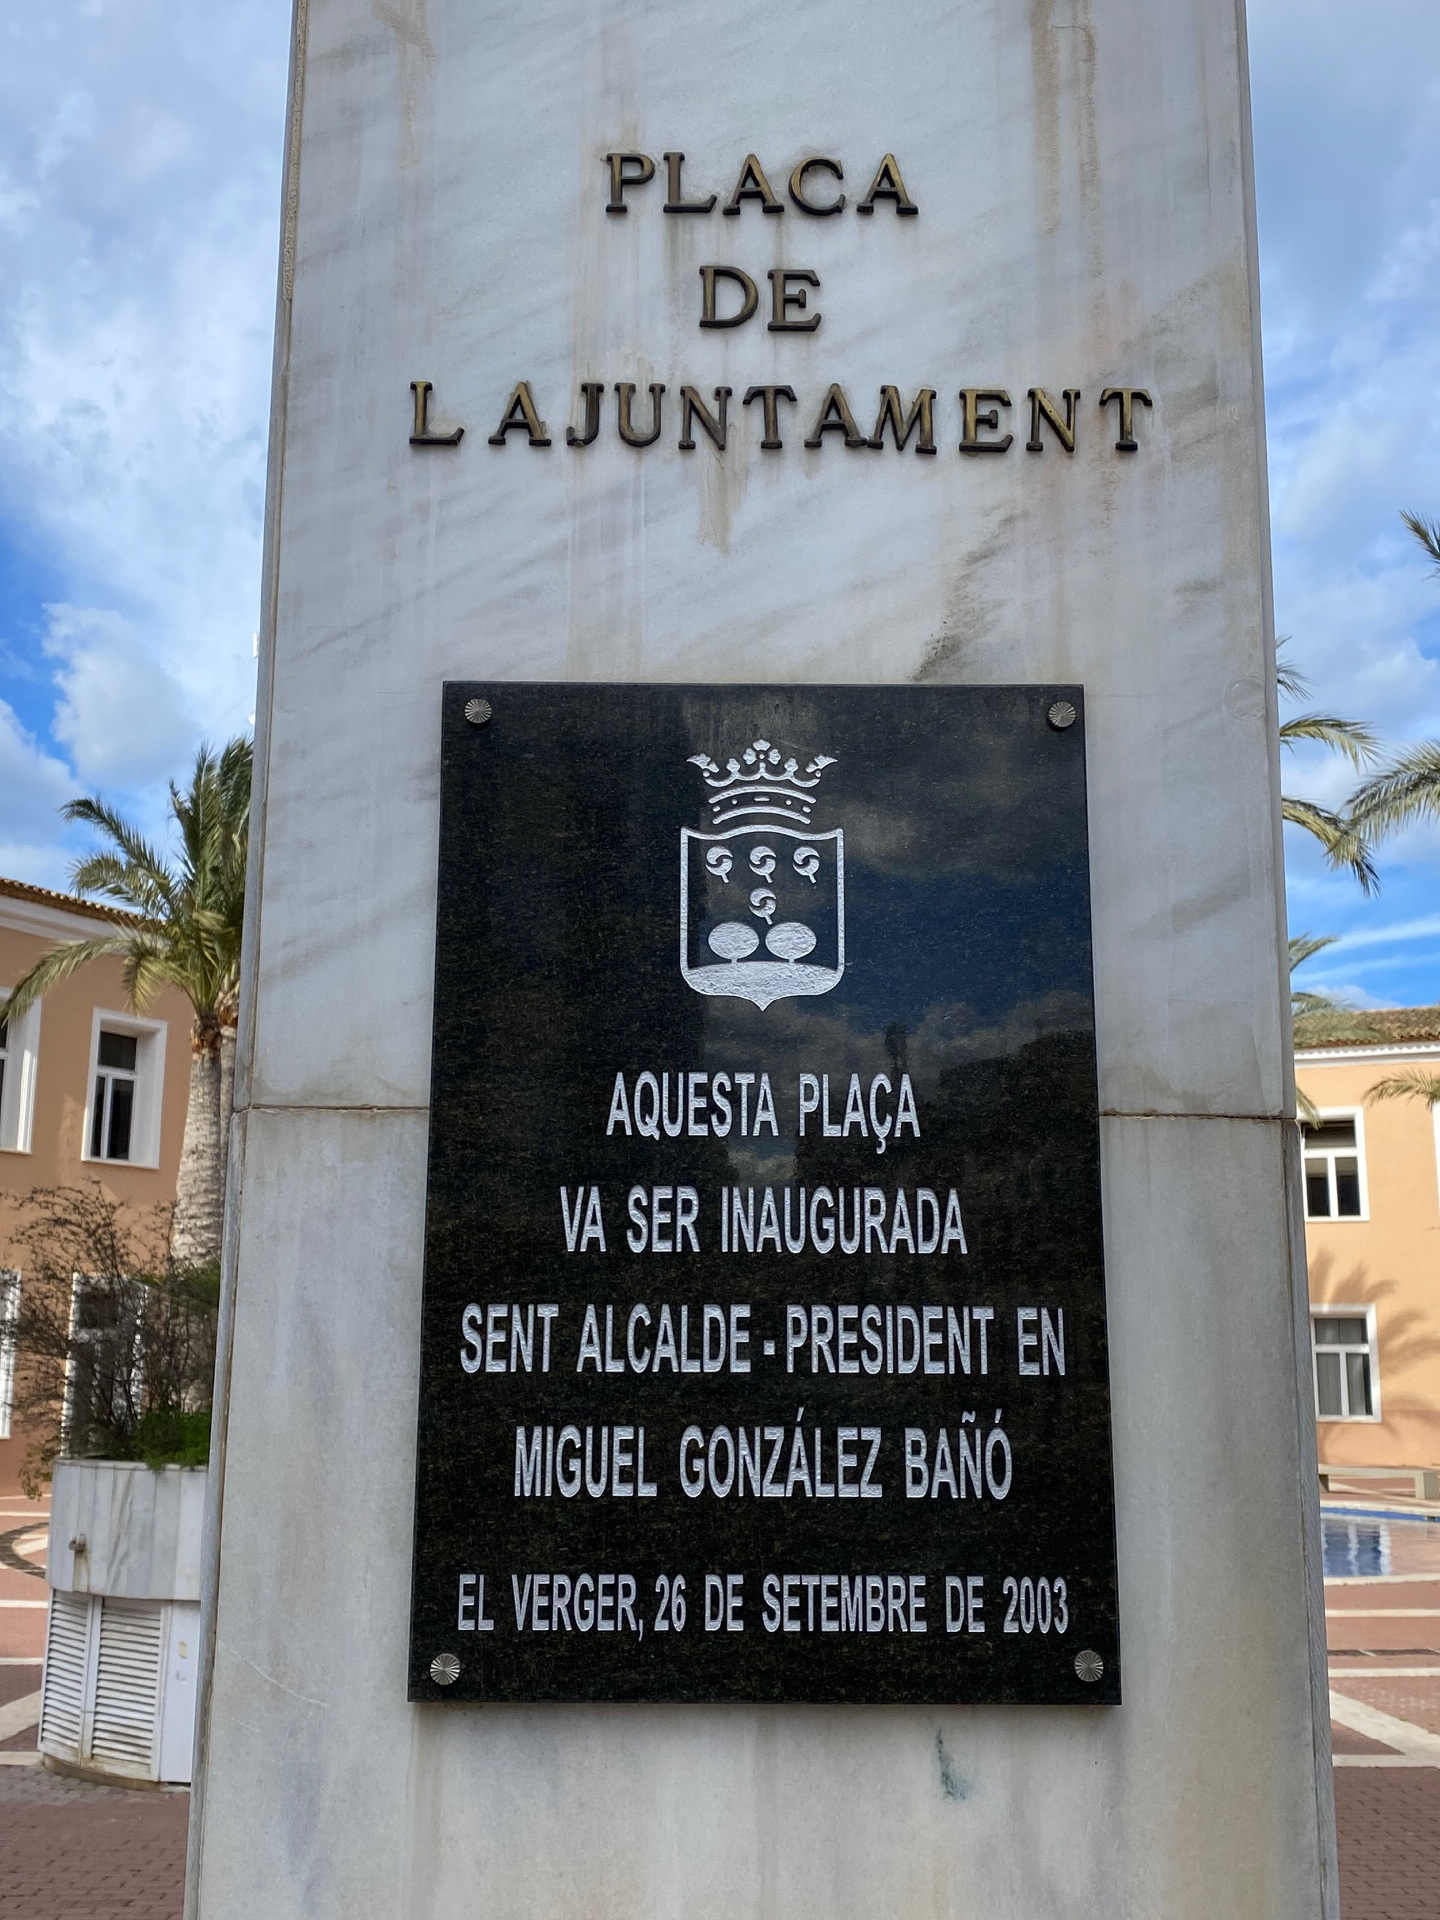 PLACA
DE
L AJUNTAMENT
AQUESTA PLAÇA
VA SER INAUGURADA
SENT ALCALDE - PRESIDENT EN
MIGUEL GONZÁLEZ BAÑÓ
EL VERGER, 26 DE SETEMBRE DE 2003